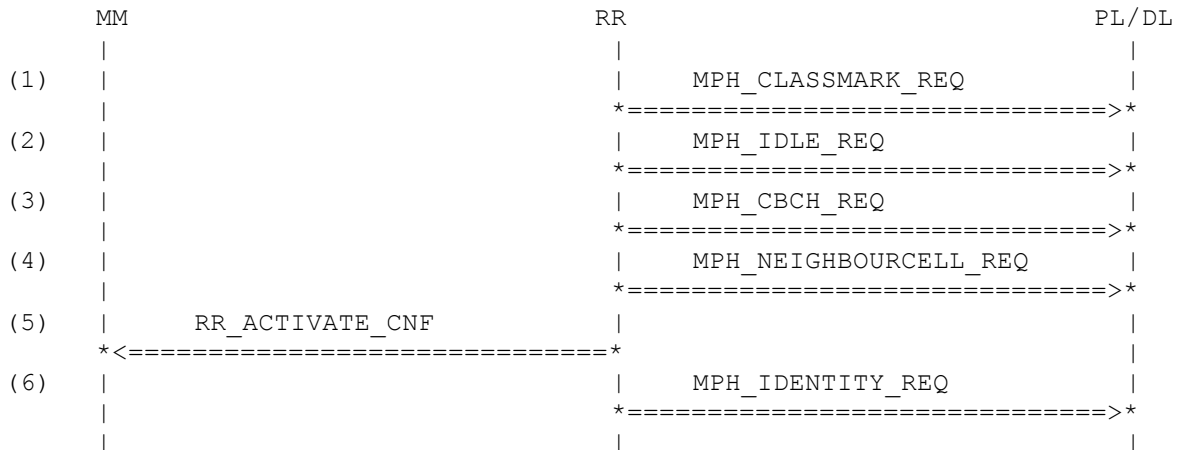 MM RR PL/DL
| | |
(1) | | MPH_CLASSMARK_REQ |
| *==============================>*
(2) | | MPH_IDLE_REQ |
| *==============================>*
(3) | | MPH_CBCH_REQ |
| *==============================>*
(4) | | MPH_NEIGHBOURCELL_REQ |
| *==============================>*
(5) | RR_ACTIVATE_CNF | |
*<==============================* |
(6) | | MPH_IDENTITY_REQ |
| *==============================>*
| | |